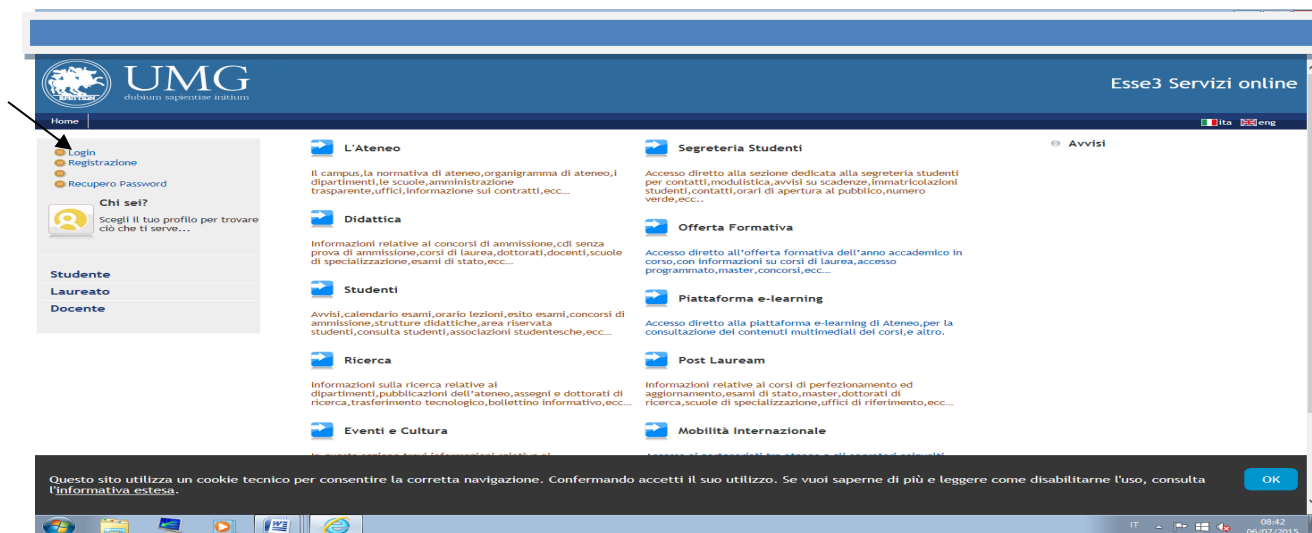 UMG
dubium sapientiae initium
Esse3 Servizi online
Home
ita
eng
Login
Registrazione
Recupero Password
Chi sei?
Scegli il tuo profilo per trovare
ciò che ti serve...
Studente
Laureato
Docente
L'Ateneo
Il campus,la normativa di ateneo,organigramma di ateneo,i
dipartimenti,le scuole,amministrazione
trasparente,uffici,informazione sui contratti,ecc...
Didattica
Informazioni relative ai concorsi di ammissione,cdl senza
prova di ammissione,corsi di laurea,dottorati,docenti,scuole
di specializzazione,esami di stato,ecc...
Studenti
Avvisi,calendario esami,orario lezioni,esito esami,concorsi di
ammissione,strutture didattiche,area riservata
studenti,consulta studenti,associazioni studentesche,ecc...
Ricerca
Informazioni sulla ricerca relative ai
dipartimenti,pubblicazioni dell'ateneo,assegni e dottorati di
ricerca,trasferimento tecnologico,bollettino informativo,ecc...
Eventi e Cultura
Segreteria Studenti
Accesso diretto alla sezione dedicata alla segreteria studenti
per contatti,modulistica,avvisi su scadenze,immatricolazioni
studenti,contatti,orari di apertura al pubblico,numero
verde,ecc..
Offerta Formativa
Accesso diretto all'offerta formativa dell'anno accademico in
corso,con informazioni su corsi di laurea,accesso
programmato,master,concorsi,ecc...
Piattaforma e-learning
Accesso diretto alla piattaforma e-learning di Ateneo,per la
consultazione dei contenuti multimediali dei corsi,e altro.
Post Lauream
Informazioni relative ai corsi di perfezionamento ed
aggiornamento,esami di stato,master,dottorati di
ricerca,scuole di specializzazione,uffici di riferimento,ecc...
Mobilità Internazionale
Avvisi
Questo sito utilizza un cookie tecnico per consentire la corretta navigazione. Confermando accetti il suo utilizzo. Se vuoi saperne di più e leggere come disabilitarne l'uso, consulta
l'informativa estesa.
OK
IT
08:42
06/07/2015